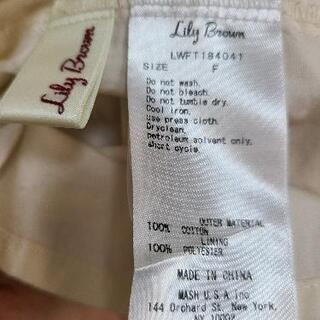 Lily Brown
Lily Brown
LWFT184041
SIZE F
Do not wash.
Do not bleach.
Do not tumble dry.
Cool iron.
use press cloth.
Dryclean.
petroleum solvent only.
short cycle.
OUTER MATERIAL
100% COTTON
LINING
100% POLYESTER
MADE IN CHINA
MASH U.S.A Inc.
144 Orchard St. New York,
NY 10002